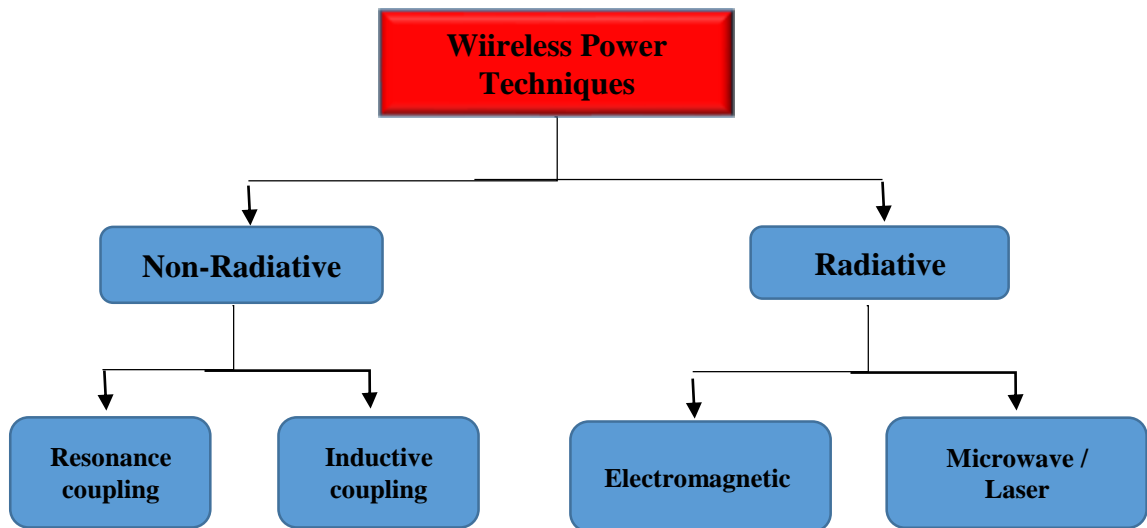 Wiireless Power
Techniques
Non-Radiative
Radiative
Resonance
coupling
Inductive
coupling
Electromagnetic
Microwave /
Laser